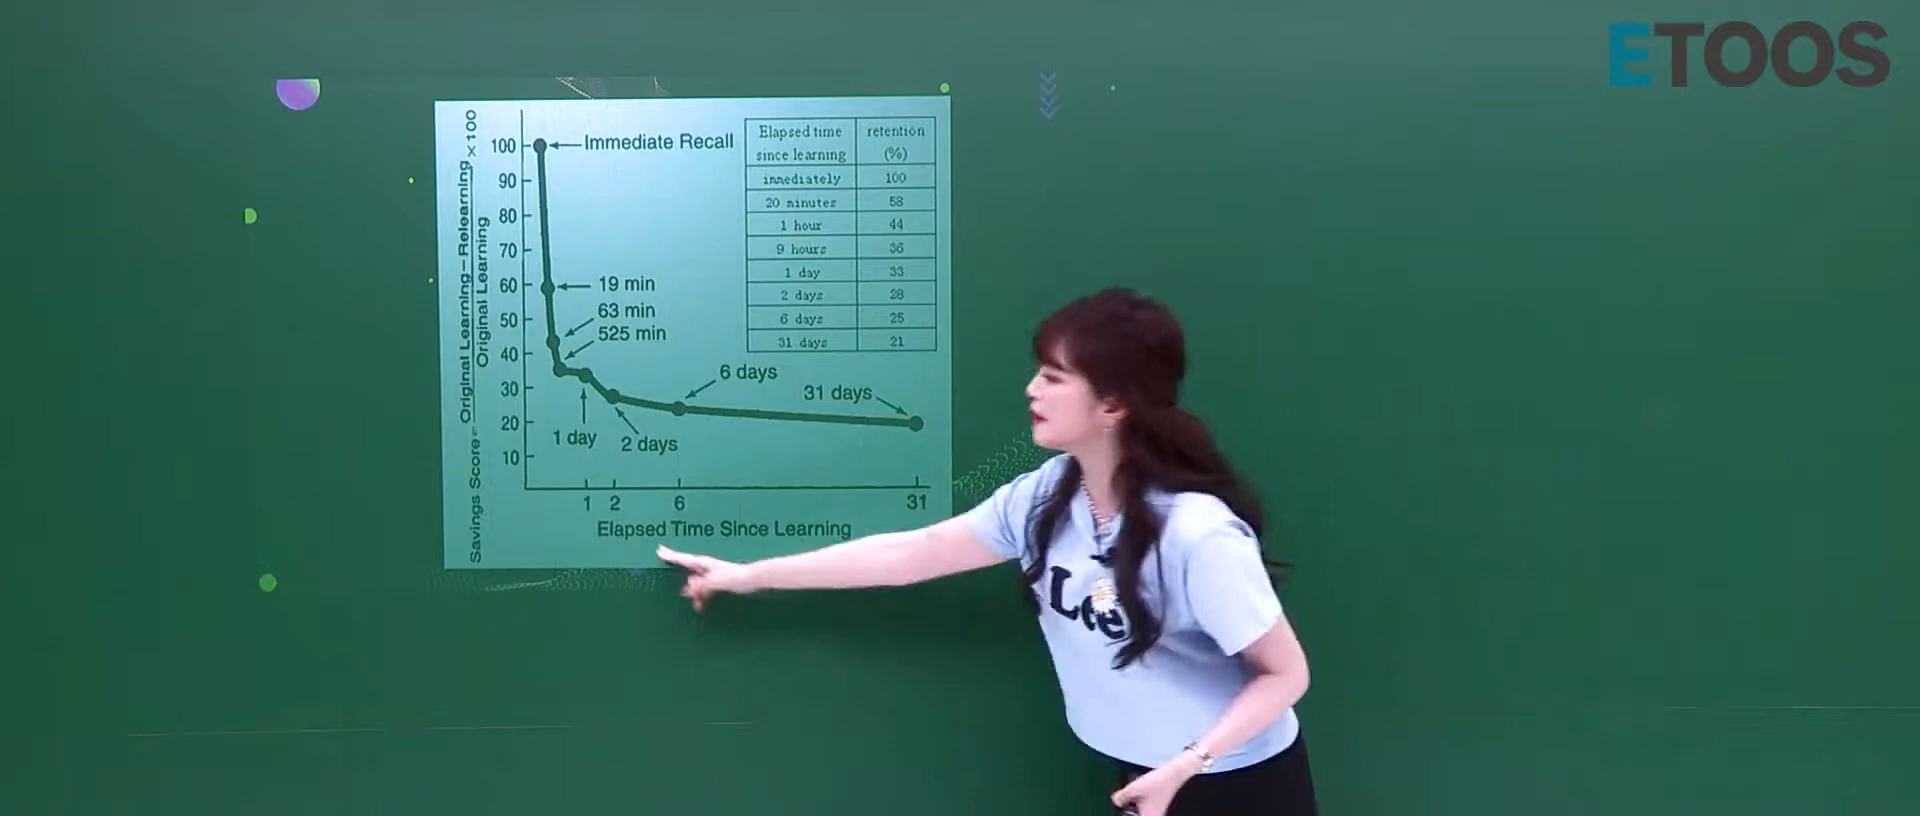 ETOOS
Savings Score = Original Learning – Relearning / Original Learning × 100
100
90
80
70
60
50
40
30
20
10
Immediate Recall
19 min
63 min
525 min
1 day
2 days
6 days
31 days
1 2 6 31
Elapsed Time Since Learning
Elapsed time since learning retention (%)
immediately 100
20 minutes 58
1 hour 44
9 hours 36
1 day 33
2 days 28
6 days 25
31 days 21
Lee